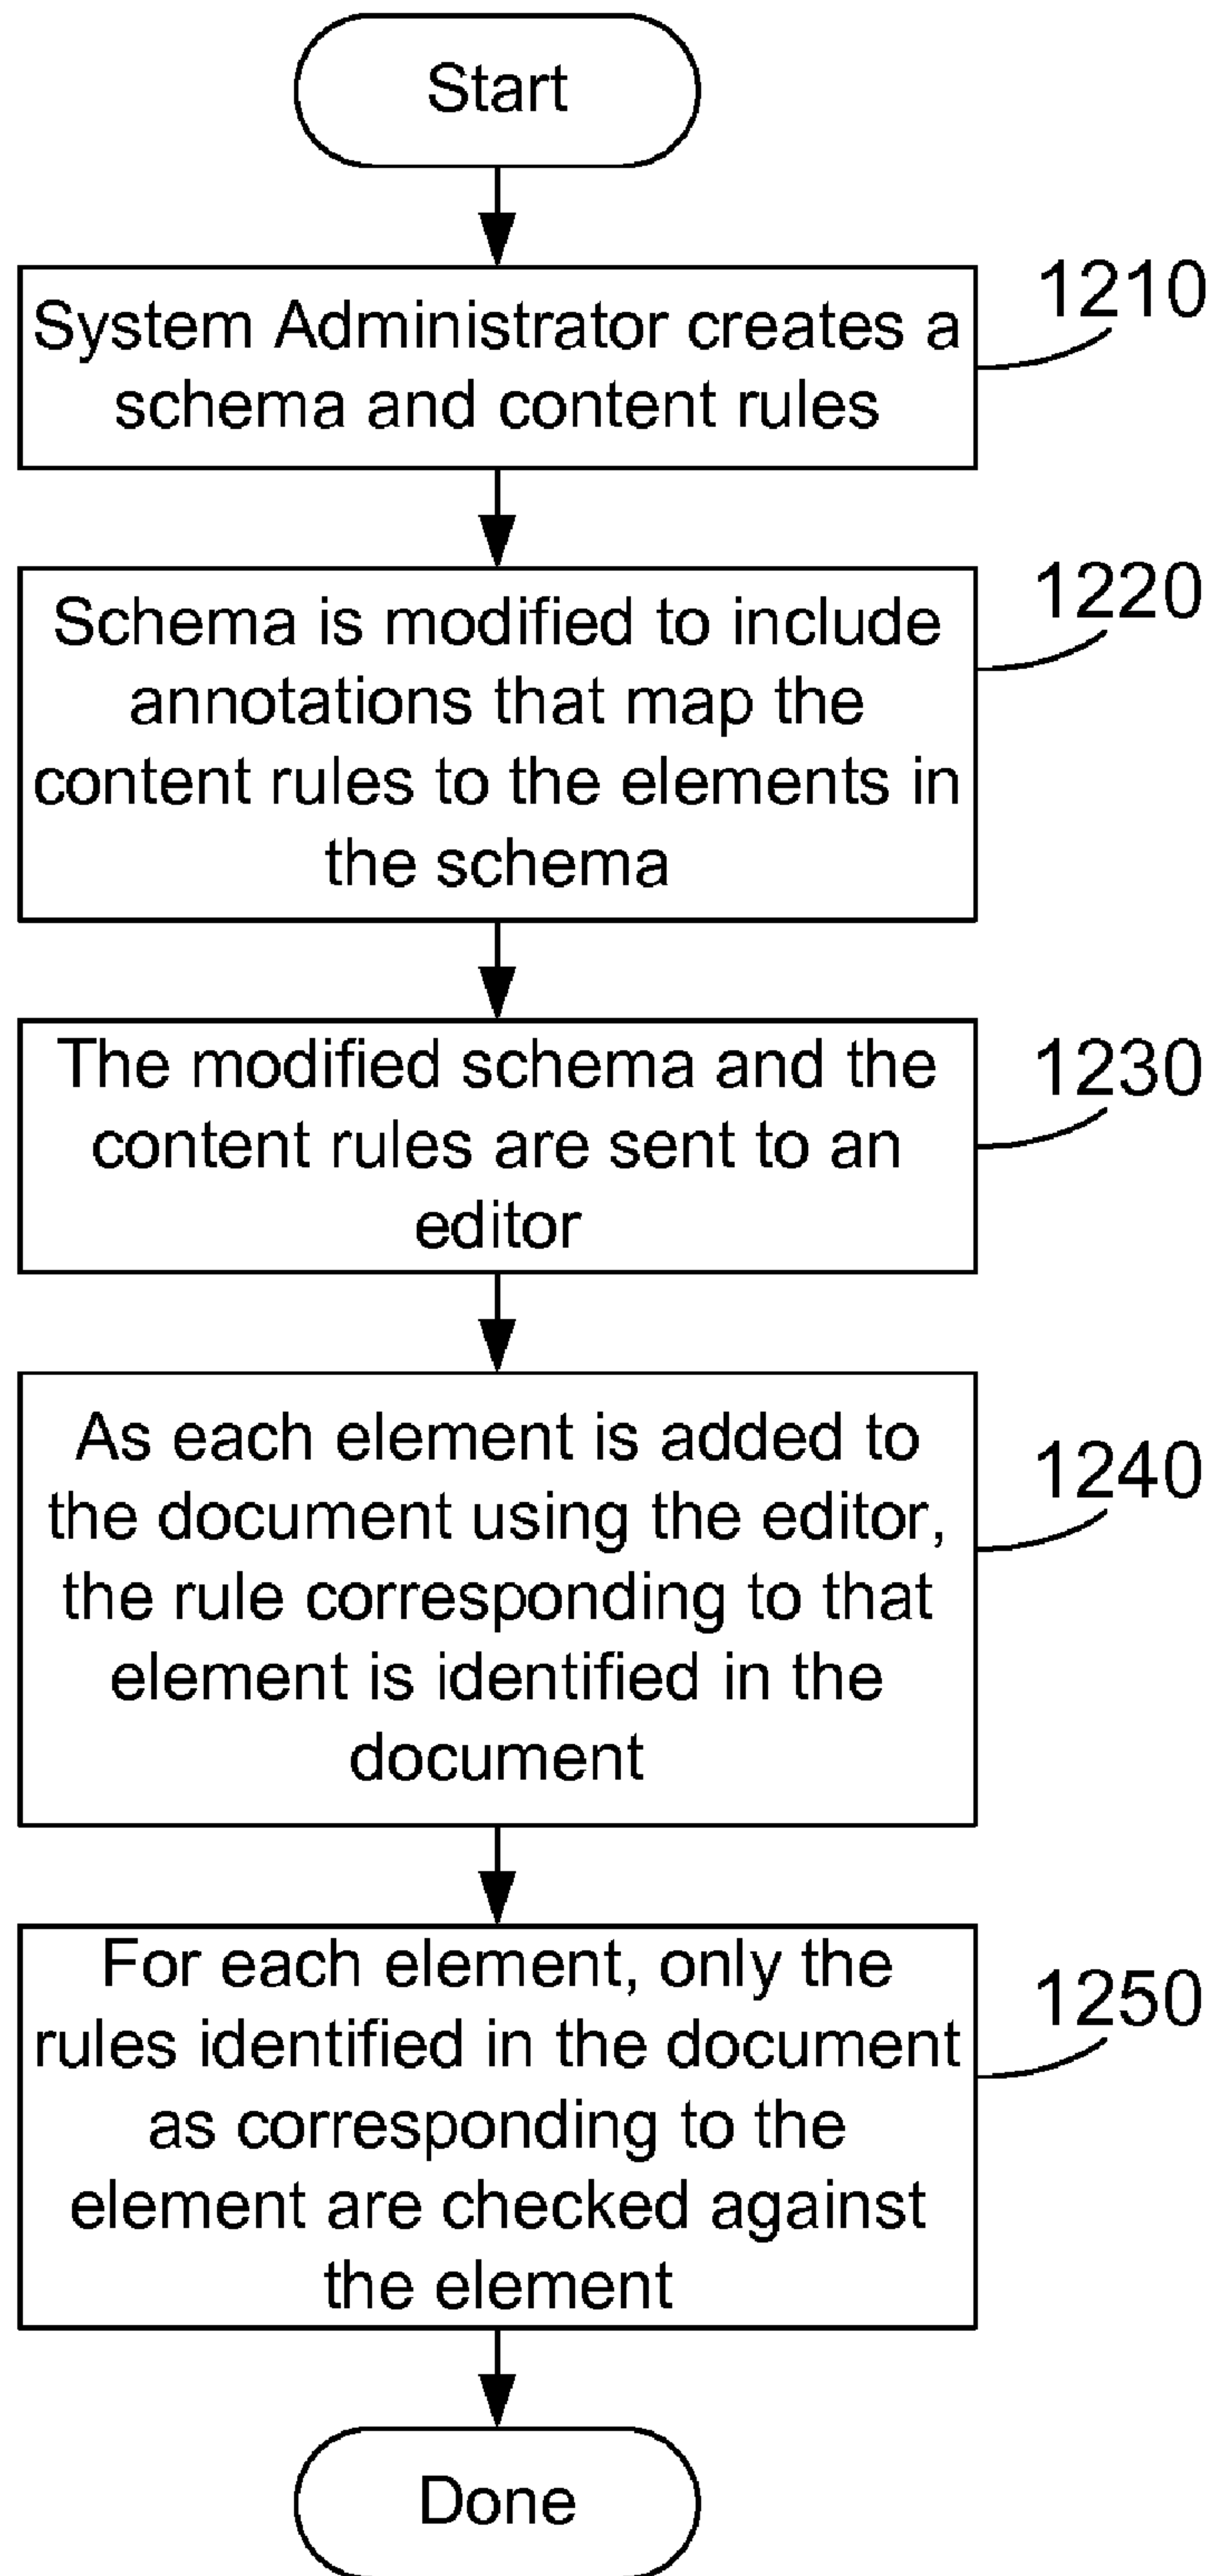 Start
System Administrator creates a
schema and content rules
1210
Schema is modified to include
annotations that map the
content rules to the elements in
the schema
1220
The modified schema and the
content rules are sent to an
editor
1230
As each element is added to
the document using the editor,
the rule corresponding to that
element is identified in the
document
1240
For each element, only the
rules identified in the document
as corresponding to the
element are checked against
the element
1250
Done